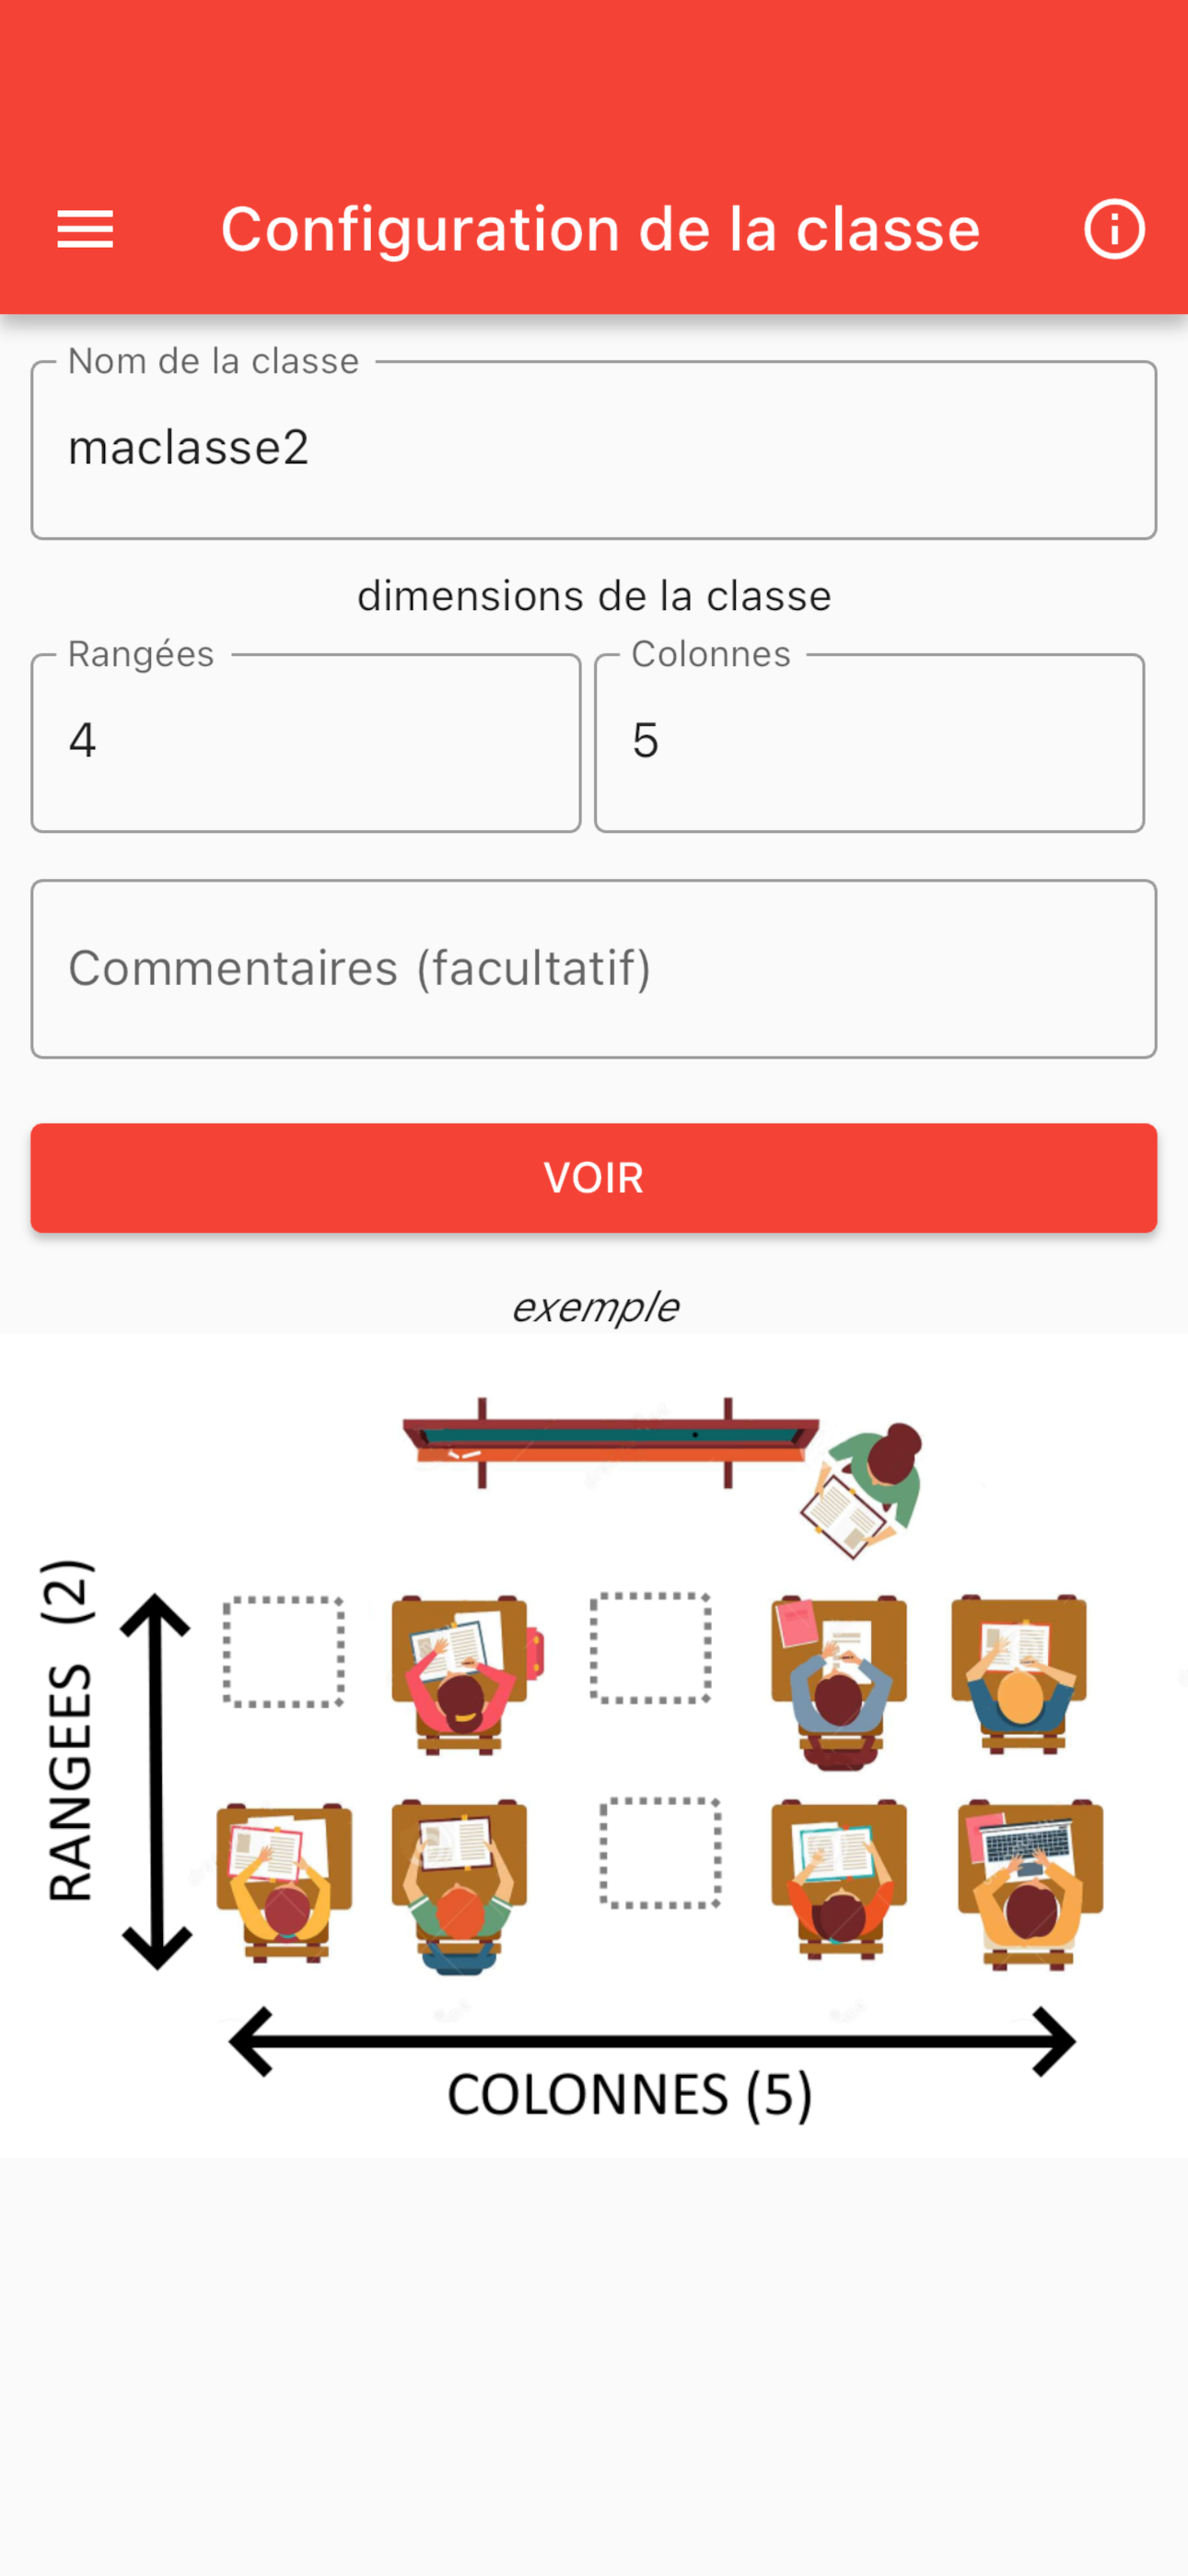 Configuration de la classe
Nom de la classe
maclasse2
dimensions de la classe
Rangées
4
Colonnes
5
Commentaires (facultatif)
VOIR
exemple
RANGEES (2)
COLONNES (5)